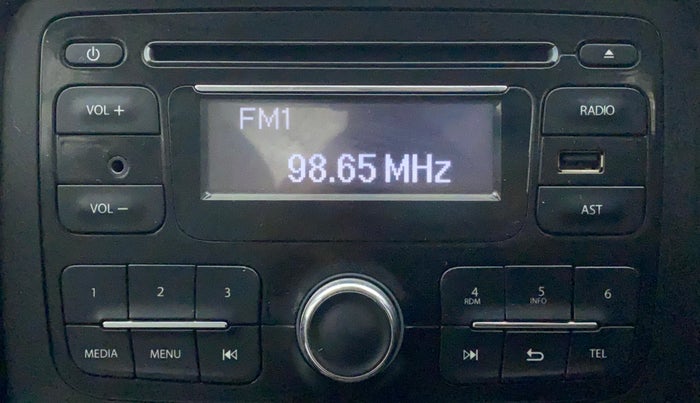 VOL +
FM1
RADIO
98.65 MHz
VOL −
AST
1
2
3
4
RDM
5
INFO
6
MEDIA
MENU
TEL